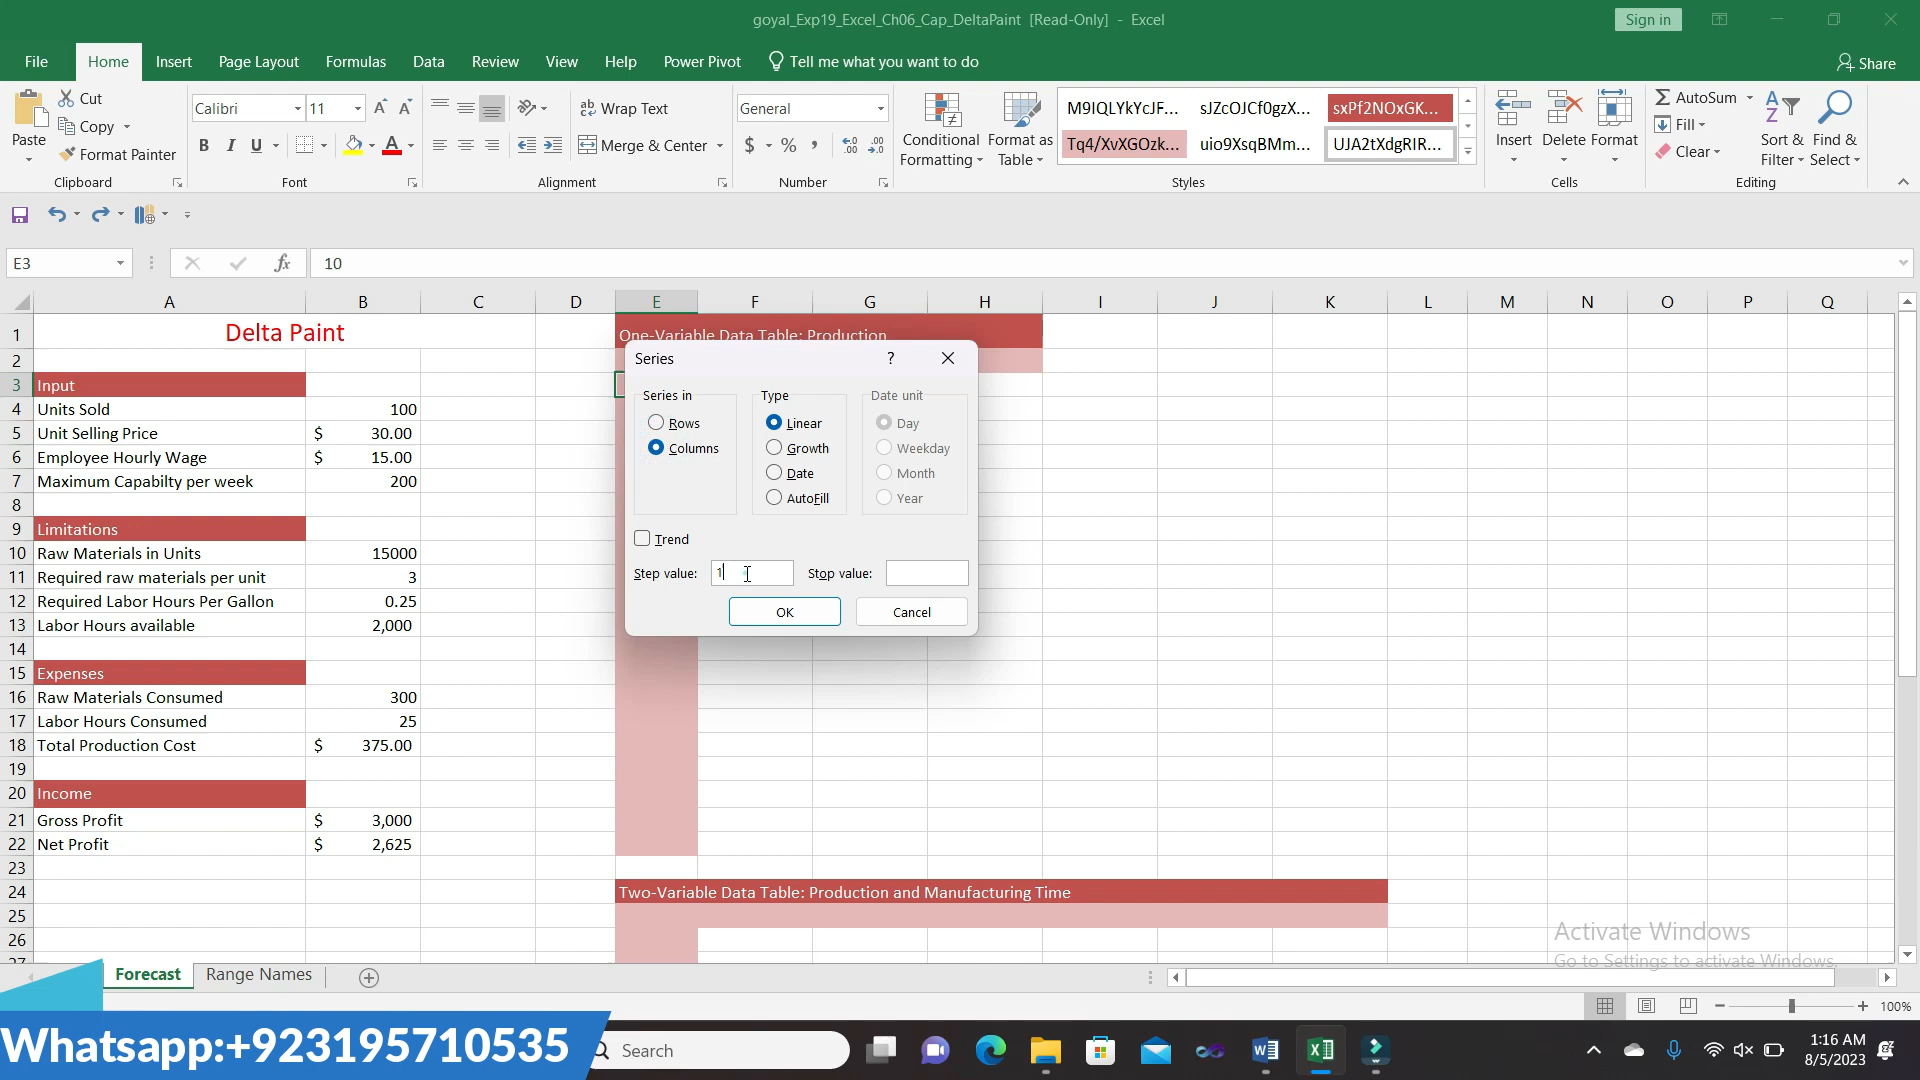 goyal_Exp19_Excel_Ch06_Cap_DeltaPaint [Read-Only] - Excel
Sign in
File Home Insert Page Layout Formulas Data Review View Help Power Pivot Tell me what you want to do
Share
Cut
Calibri 11
Wrap Text
General
M9IQLYkYcJF... sJZcOJCf0gzX... sxPf2NOxGK...
AutoSum
Copy
Fill
Paste
Conditional Formatting
Format as Table
Insert Delete Format
Sort & Filter
Find & Select
Format Painter
B I U
Merge & Center
$ % ,
Tq4/XvXGOzk... uio9XsqBMm... UJA2tXdgRIR...
Clear
Clipboard Font Alignment Number Styles Cells Editing
E3 fx 10
A B C D E F G H I J K L M N O P Q
1 Delta Paint One-Variable Data Table: Production
2
3 Input
4 Units Sold 100
5 Unit Selling Price $ 30.00
6 Employee Hourly Wage $ 15.00
7 Maximum Capabilty per week 200
8
9 Limitations
10 Raw Materials in Units 15000
11 Required raw materials per unit 3
12 Required Labor Hours Per Gallon 0.25
13 Labor Hours available 2,000
14
15 Expenses
16 Raw Materials Consumed 300
17 Labor Hours Consumed 25
18 Total Production Cost $ 375.00
19
20 Income
21 Gross Profit $ 3,000
22 Net Profit $ 2,625
23
24 Two-Variable Data Table: Production and Manufacturing Time
25
26
27
Series ?
Series in Type Date unit
Rows Linear Day
Columns Growth Weekday
Date Month
AutoFill Year
Trend
Step value: 1 Stop value:
OK Cancel
Activate Windows
Go to Settings to activate Windows.
Forecast Range Names
100%
Whatsapp:+923195710535
Search
1:16 AM
8/5/2023